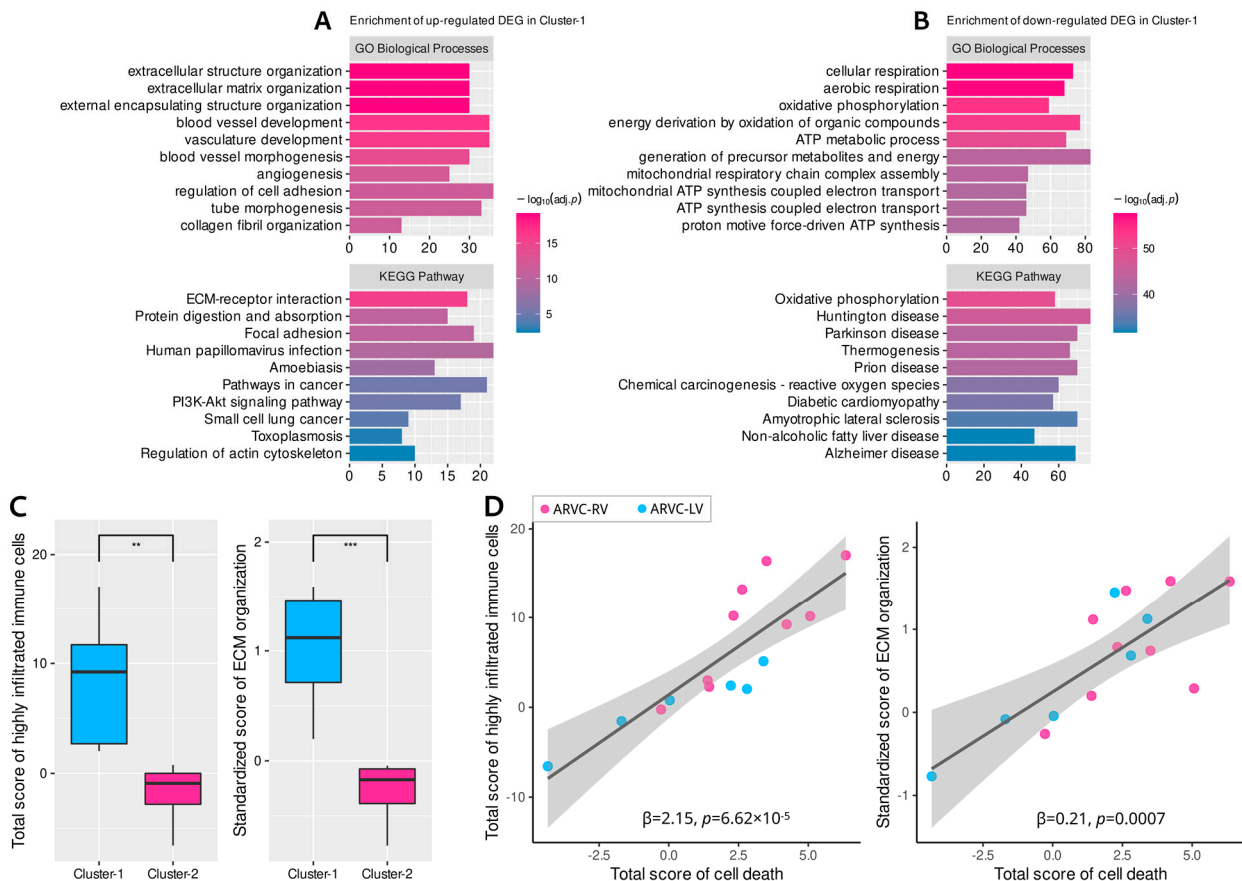 A Enrichment of up-regulated DEG in Cluster-1
GO Biological Processes
extracellular structure organization
extracellular matrix organization
external encapsulating structure organization
blood vessel development
vasculature development
blood vessel morphogenesis
angiogenesis
regulation of cell adhesion
tube morphogenesis
collagen fibril organization
0 10 20 30
− log10(adj.p)
15
10
5
KEGG Pathway
ECM-receptor interaction
Protein digestion and absorption
Focal adhesion
Human papillomavirus infection
Amoebiasis
Pathways in cancer
PI3K-Akt signaling pathway
Small cell lung cancer
Toxoplasmosis
Regulation of actin cytoskeleton
0 5 10 15 20
B Enrichment of down-regulated DEG in Cluster-1
GO Biological Processes
cellular respiration
aerobic respiration
oxidative phosphorylation
energy derivation by oxidation of organic compounds
ATP metabolic process
generation of precursor metabolites and energy
mitochondrial respiratory chain complex assembly
mitochondrial ATP synthesis coupled electron transport
ATP synthesis coupled electron transport
proton motive force-driven ATP synthesis
0 20 40 60 80
− log10(adj.p)
50
40
KEGG Pathway
Oxidative phosphorylation
Huntington disease
Parkinson disease
Thermogenesis
Prion disease
Chemical carcinogenesis - reactive oxygen species
Diabetic cardiomyopathy
Amyotrophic lateral sclerosis
Non-alcoholic fatty liver disease
Alzheimer disease
0 20 40 60
C
Total score of highly infiltrated immune cells
20
10
0
**
Cluster-1 Cluster-2
Standardized score of ECM organization
2
1
0
***
Cluster-1 Cluster-2
D
ARVC-RV ARVC-LV
Total score of highly infiltrated immune cells
20
10
0
-10
β=2.15, p=6.62×10-5
-2.5 0.0 2.5 5.0
Total score of cell death
Standardized score of ECM organization
2
1
0
-1
β=0.21, p=0.0007
-2.5 0.0 2.5 5.0
Total score of cell death